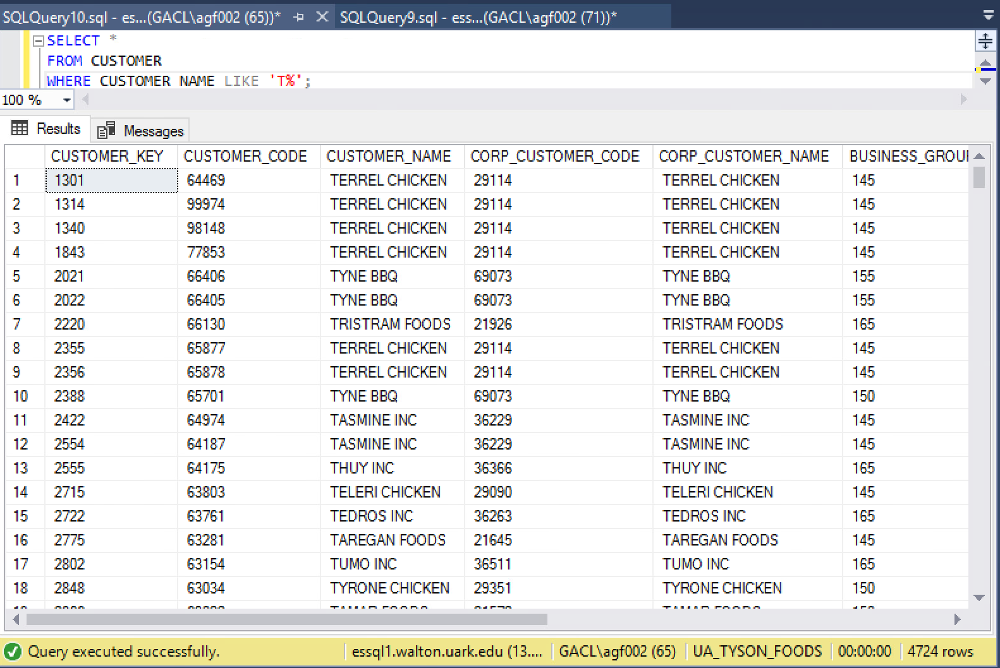 SQLQuery10.sql - es...(GACL\agf002 (65))* SQLQuery9.sql - ess...(GACL\agf002 (71))*
SELECT *
FROM CUSTOMER
WHERE CUSTOMER NAME LIKE 'T%';
100 %
Results Messages
CUSTOMER_KEY CUSTOMER_CODE CUSTOMER_NAME CORP_CUSTOMER_CODE CORP_CUSTOMER_NAME BUSINESS_GROUP
1 1301 64469 TERREL CHICKEN 29114 TERREL CHICKEN 145
2 1314 99974 TERREL CHICKEN 29114 TERREL CHICKEN 145
3 1340 98148 TERREL CHICKEN 29114 TERREL CHICKEN 145
4 1843 77853 TERREL CHICKEN 29114 TERREL CHICKEN 145
5 2021 66406 TYNE BBQ 69073 TYNE BBQ 155
6 2022 66405 TYNE BBQ 69073 TYNE BBQ 155
7 2220 66130 TRISTRAM FOODS 21926 TRISTRAM FOODS 165
8 2355 65877 TERREL CHICKEN 29114 TERREL CHICKEN 145
9 2356 65878 TERREL CHICKEN 29114 TERREL CHICKEN 145
10 2388 65701 TYNE BBQ 69073 TYNE BBQ 150
11 2422 64974 TASMINE INC 36229 TASMINE INC 145
12 2554 64187 TASMINE INC 36229 TASMINE INC 145
13 2555 64175 THUY INC 36366 THUY INC 165
14 2715 63803 TELERI CHICKEN 29090 TELERI CHICKEN 145
15 2722 63761 TEDROS INC 36263 TEDROS INC 165
16 2775 63281 TAREGAN FOODS 21645 TAREGAN FOODS 145
17 2802 63154 TUMO INC 36511 TUMO INC 165
18 2848 63034 TYRONE CHICKEN 29351 TYRONE CHICKEN 150
Query executed successfully. essql1.walton.uark.edu (13.... GACL\agf002 (65) UA_TYSON_FOODS 00:00:00 4724 rows